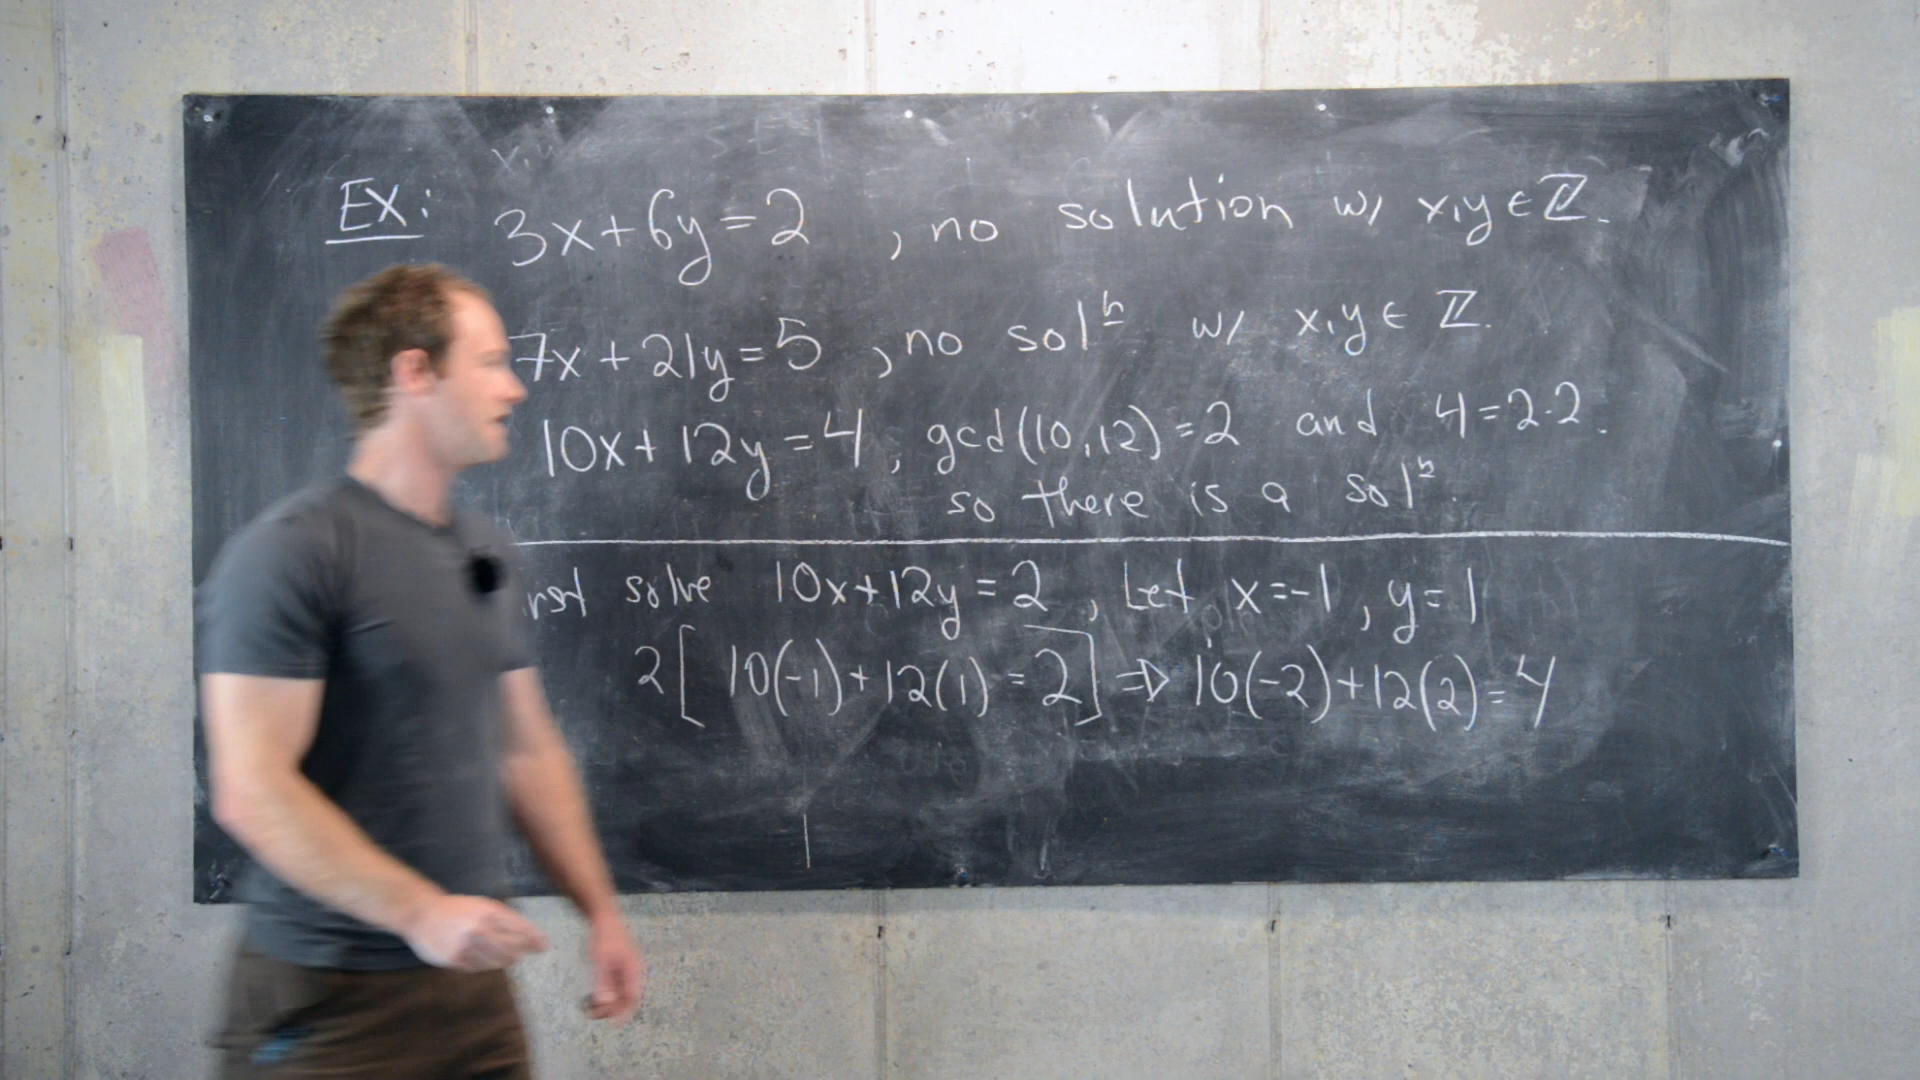 Ex: 3x+6y=2 , no solution w/ x,y ∈ ℤ.
7x+21y=5 , no solⁿ w/ x,y ∈ ℤ.
10x+12y=4, gcd(10,12)=2 and 4=2·2.
so there is a solⁿ.
rst solve 10x+12y=2, Let x=-1, y=1
2[10(-1)+12(1)=2] ⇒ 10(-2)+12(2)=4